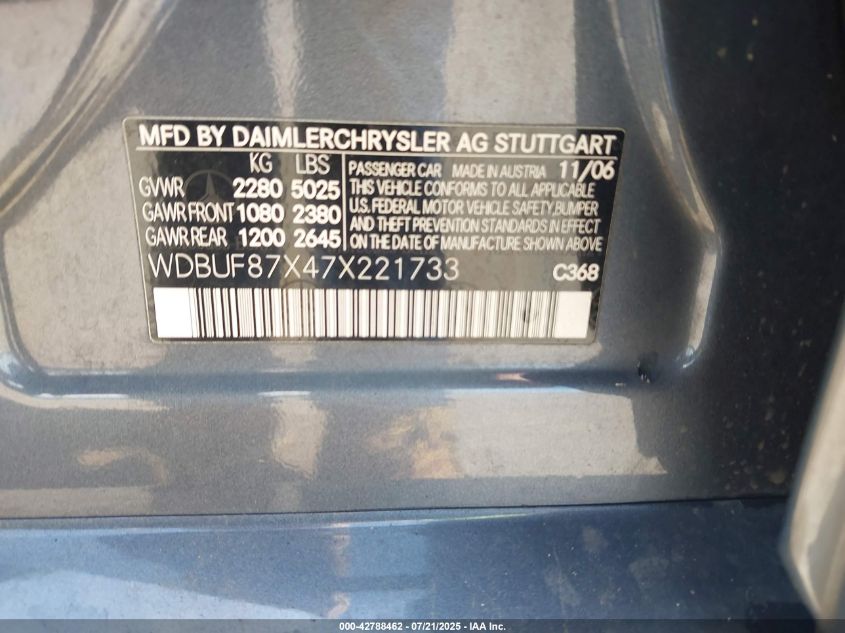 MFD BY DAIMLERCHRYSLER AG STUTTGART
KG LBS
GVWR 2280 5025
GAWR FRONT 1080 2380
GAWR REAR 1200 2645
PASSENGER CAR MADE IN AUSTRIA 11/06
THIS VEHICLE CONFORMS TO ALL APPLICABLE
U.S. FEDERAL MOTOR VEHICLE SAFETY,BUMPER
AND THEFT PREVENTION STANDARDS IN EFFECT
ON THE DATE OF MANUFACTURE SHOWN ABOVE
WDBUF87X47X221733 C368
000-42788462 - 07/21/2025 - IAA Inc.